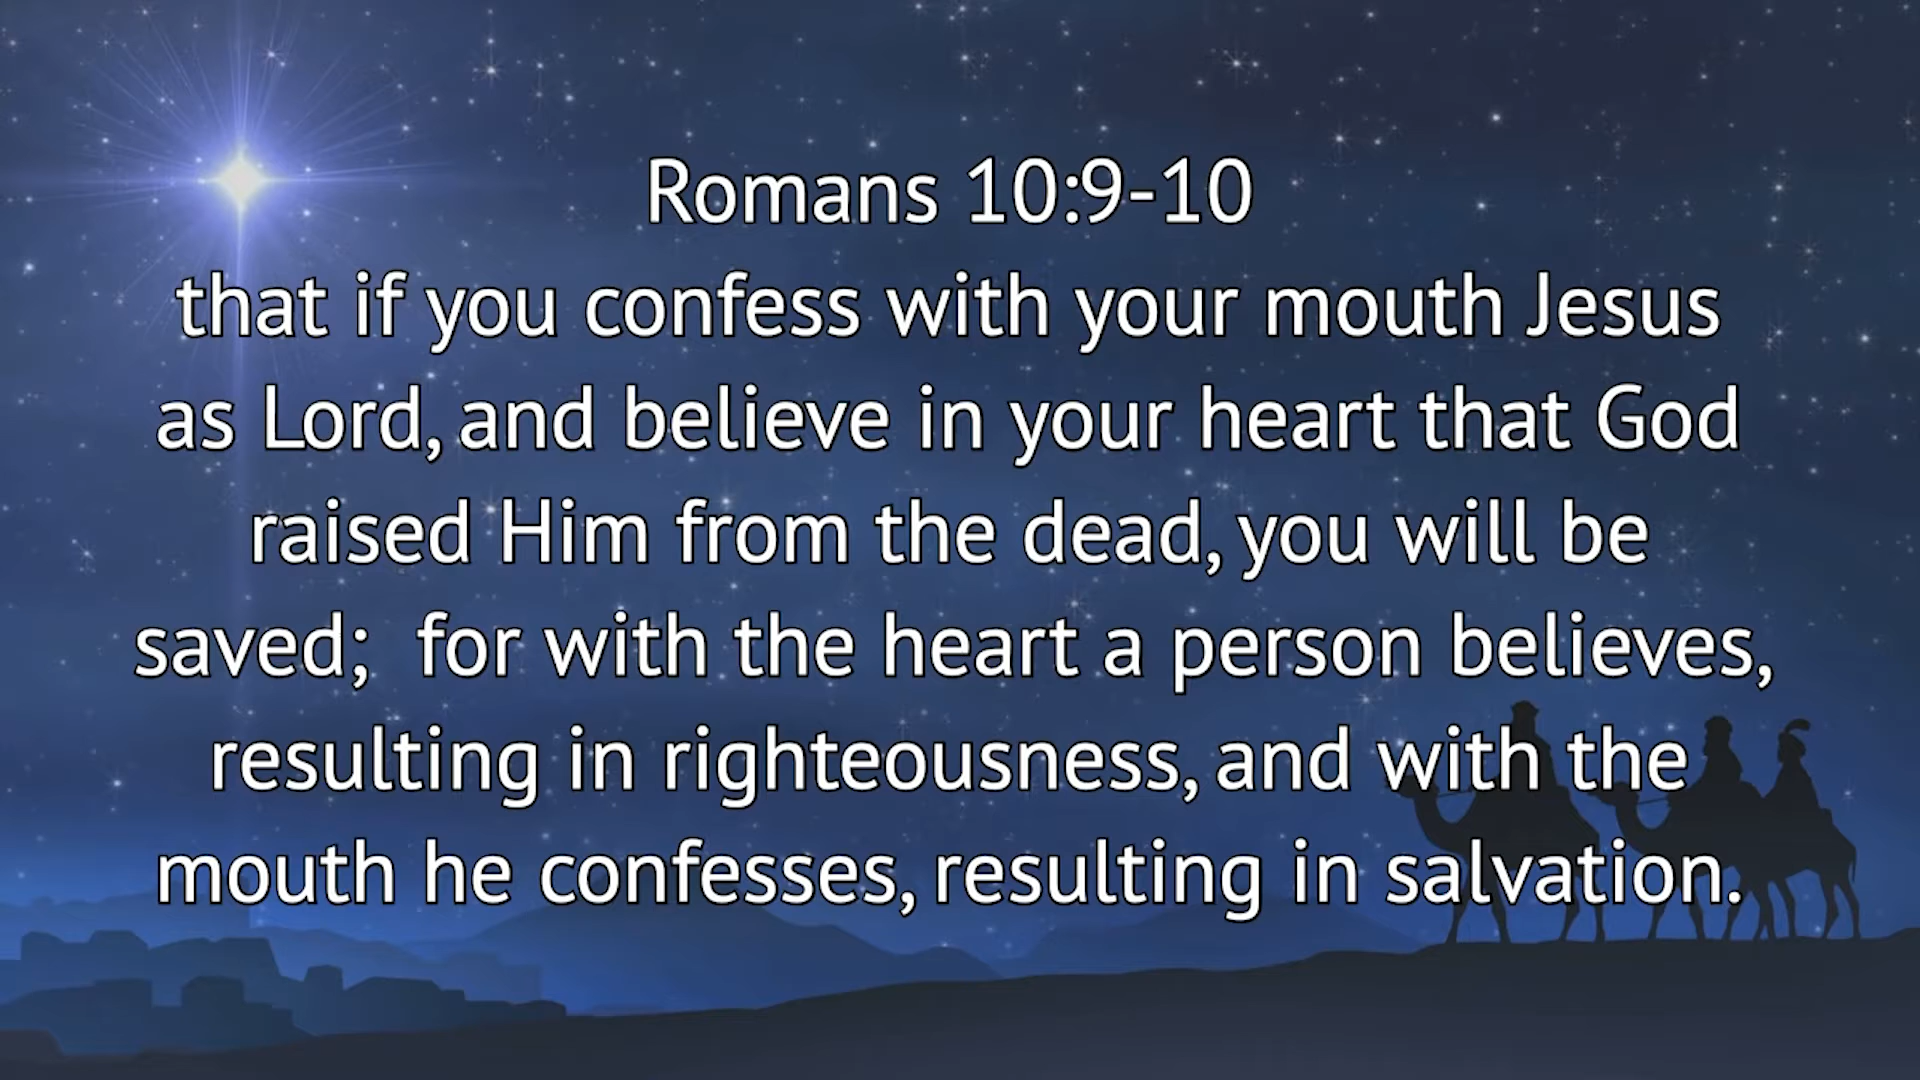 Romans 10:9-10
that if you confess with your mouth Jesus
as Lord, and believe in your heart that God
raised Him from the dead, you will be
saved;  for with the heart a person believes,
resulting in righteousness, and with the
mouth he confesses, resulting in salvation.